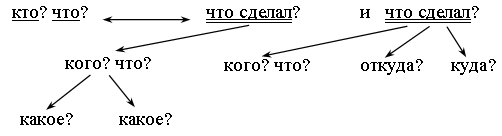 кто? что? что сделал? и что сделал?
кого? что? кого? что? откуда? куда?
какое? какое?